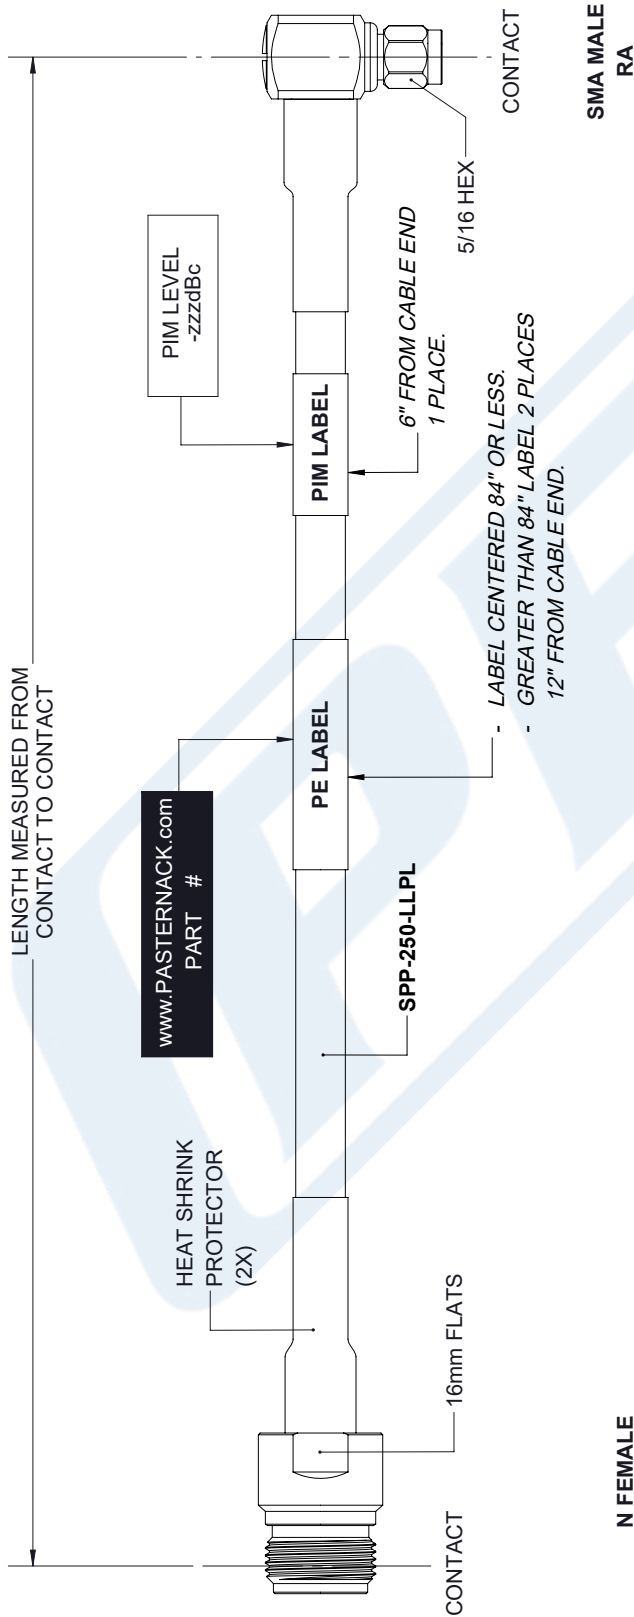 LENGTH MEASURED FROM
CONTACT TO CONTACT
www.PASTERNACK.com
PART #
PIM LEVEL
-zzzdBc
HEAT SHRINK
PROTECTOR
(2X)
PE LABEL
PIM LABEL
SPP-250-LLPL
6" FROM CABLE END
1 PLACE.
- LABEL CENTERED 84" OR LESS.
- GREATER THAN 84" LABEL 2 PLACES
12" FROM CABLE END.
16mm FLATS
5/16 HEX
CONTACT
CONTACT
N FEMALE
SMA MALE
RA